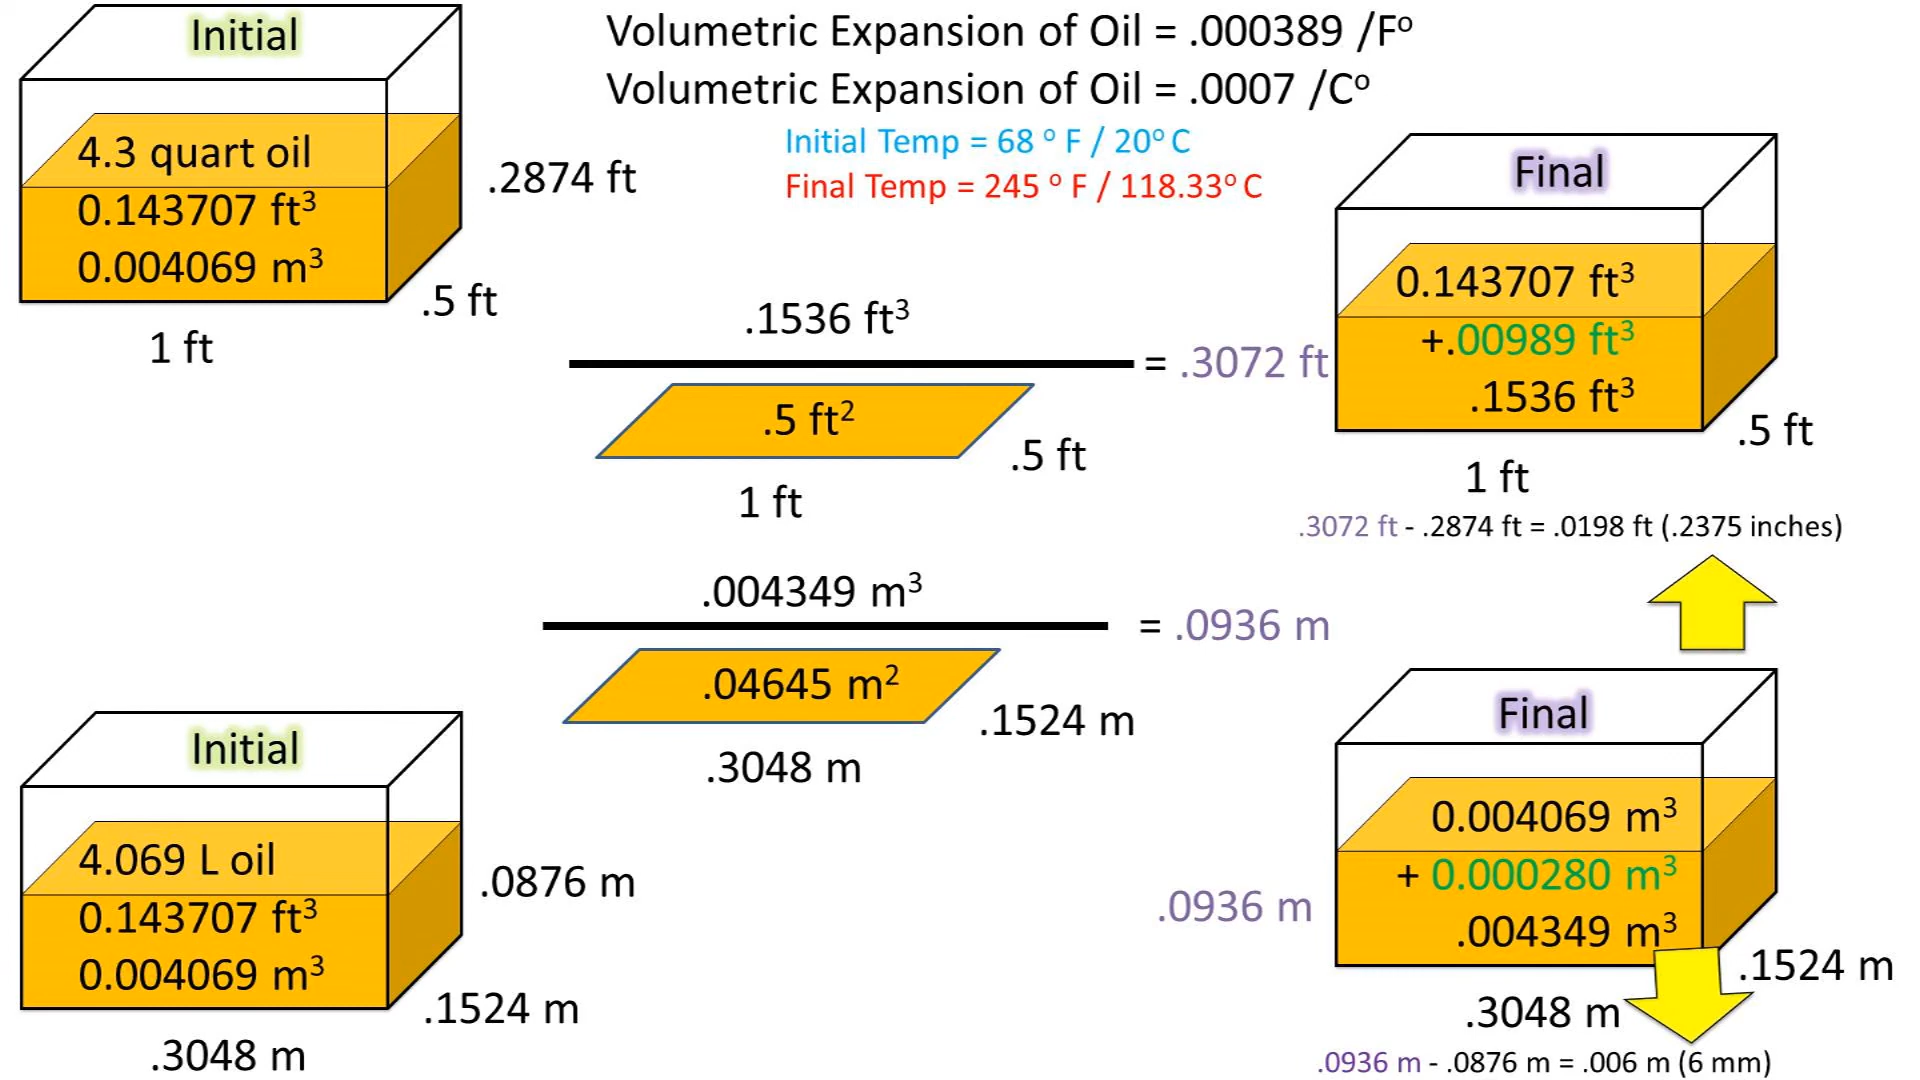 Initial
4.3 quart oil
0.143707 ft³
0.004069 m³
.2874 ft
.5 ft
1 ft
Volumetric Expansion of Oil = .000389 /Fº
Volumetric Expansion of Oil = .0007 /Cº
Initial Temp = 68 º F / 20º C
Final Temp = 245 º F / 118.33º C
.1536 ft³
.5 ft²
.5 ft
1 ft
= .3072 ft
Final
0.143707 ft³
+.00989 ft³
.1536 ft³
.5 ft
1 ft
.3072 ft - .2874 ft = .0198 ft (.2375 inches)
Initial
4.069 L oil
0.143707 ft³
0.004069 m³
.0876 m
.1524 m
.3048 m
.004349 m³
.04645 m²
.1524 m
.3048 m
= .0936 m
Final
0.004069 m³
+ 0.000280 m³
.004349 m³
.0936 m
.1524 m
.3048 m
.0936 m - .0876 m = .006 m (6 mm)